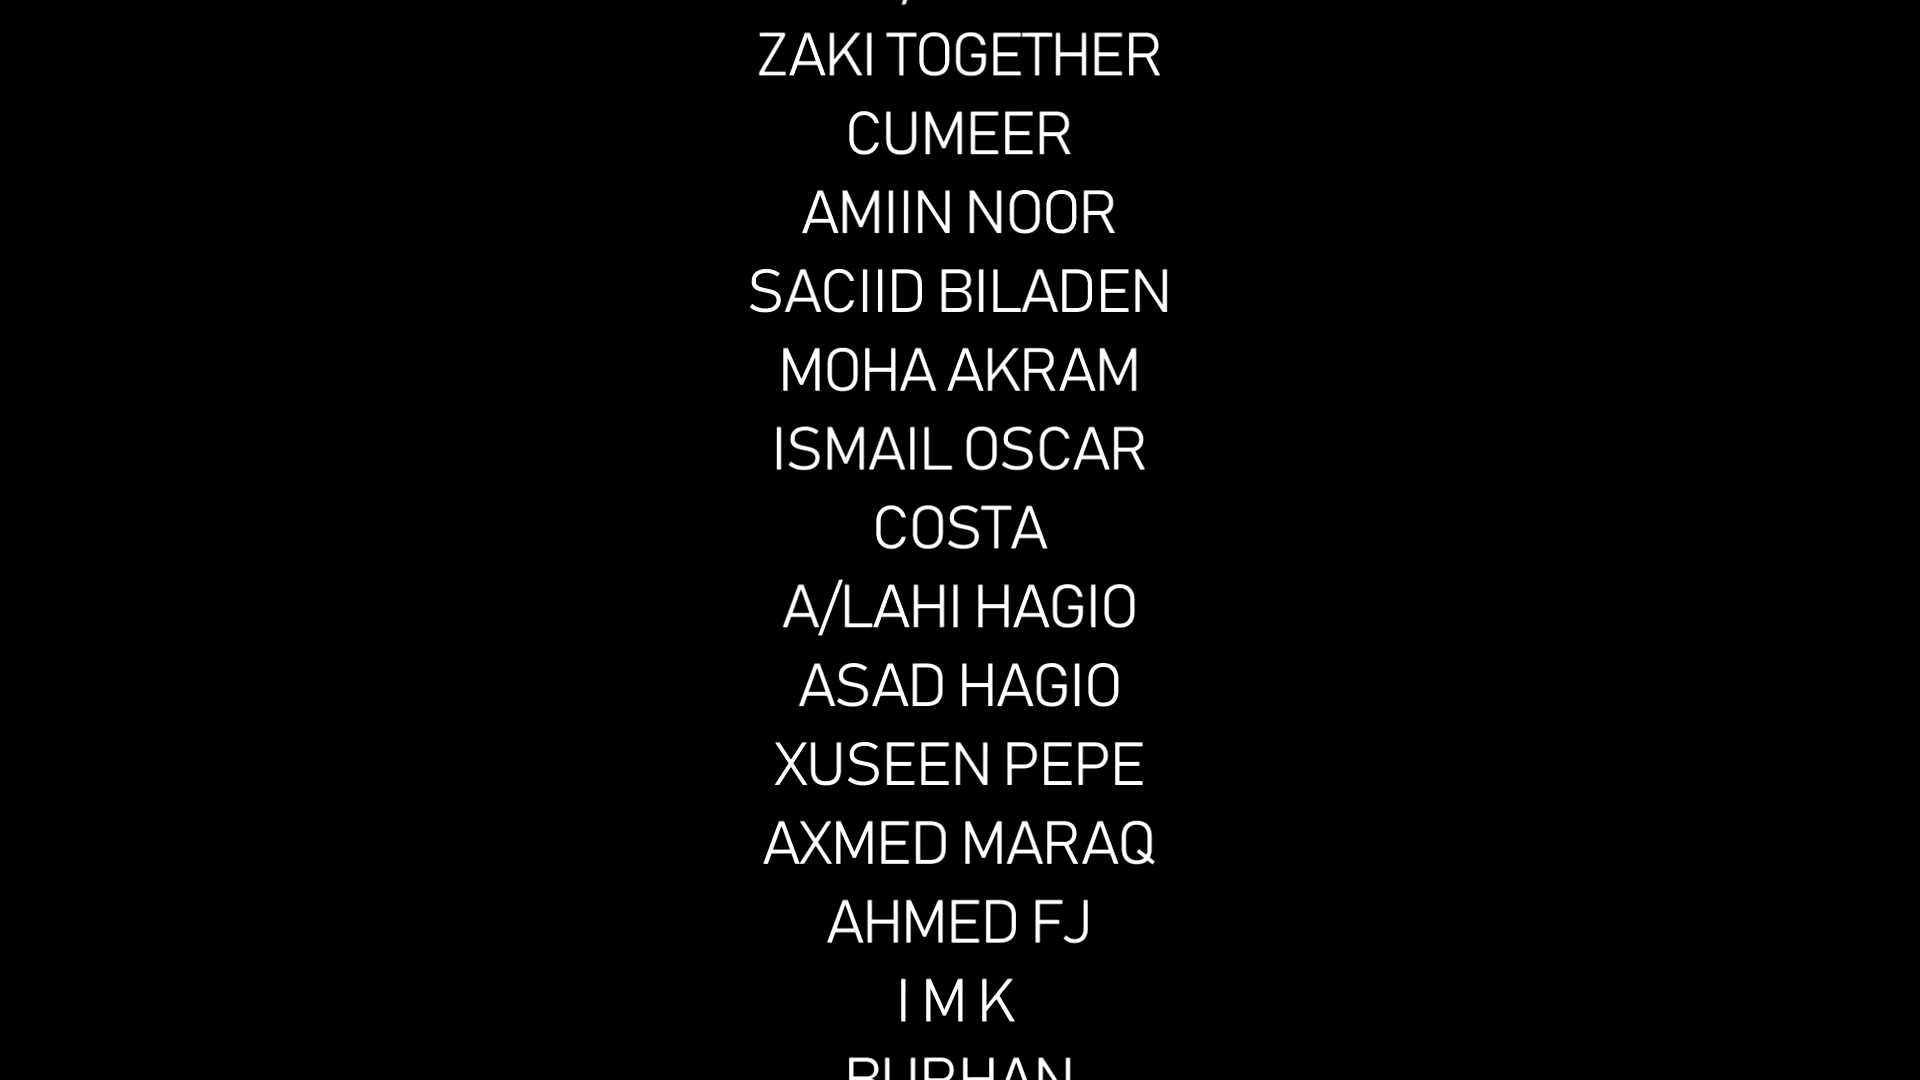 ZAKI TOGETHER
CUMEER
AMIIN NOOR
SACIID BILADEN
MOHA AKRAM
ISMAIL OSCAR
COSTA
A/LAHI HAGIO
ASAD HAGIO
XUSEEN PEPE
AXMED MARAQ
AHMED FJ
I M K
BURHAN